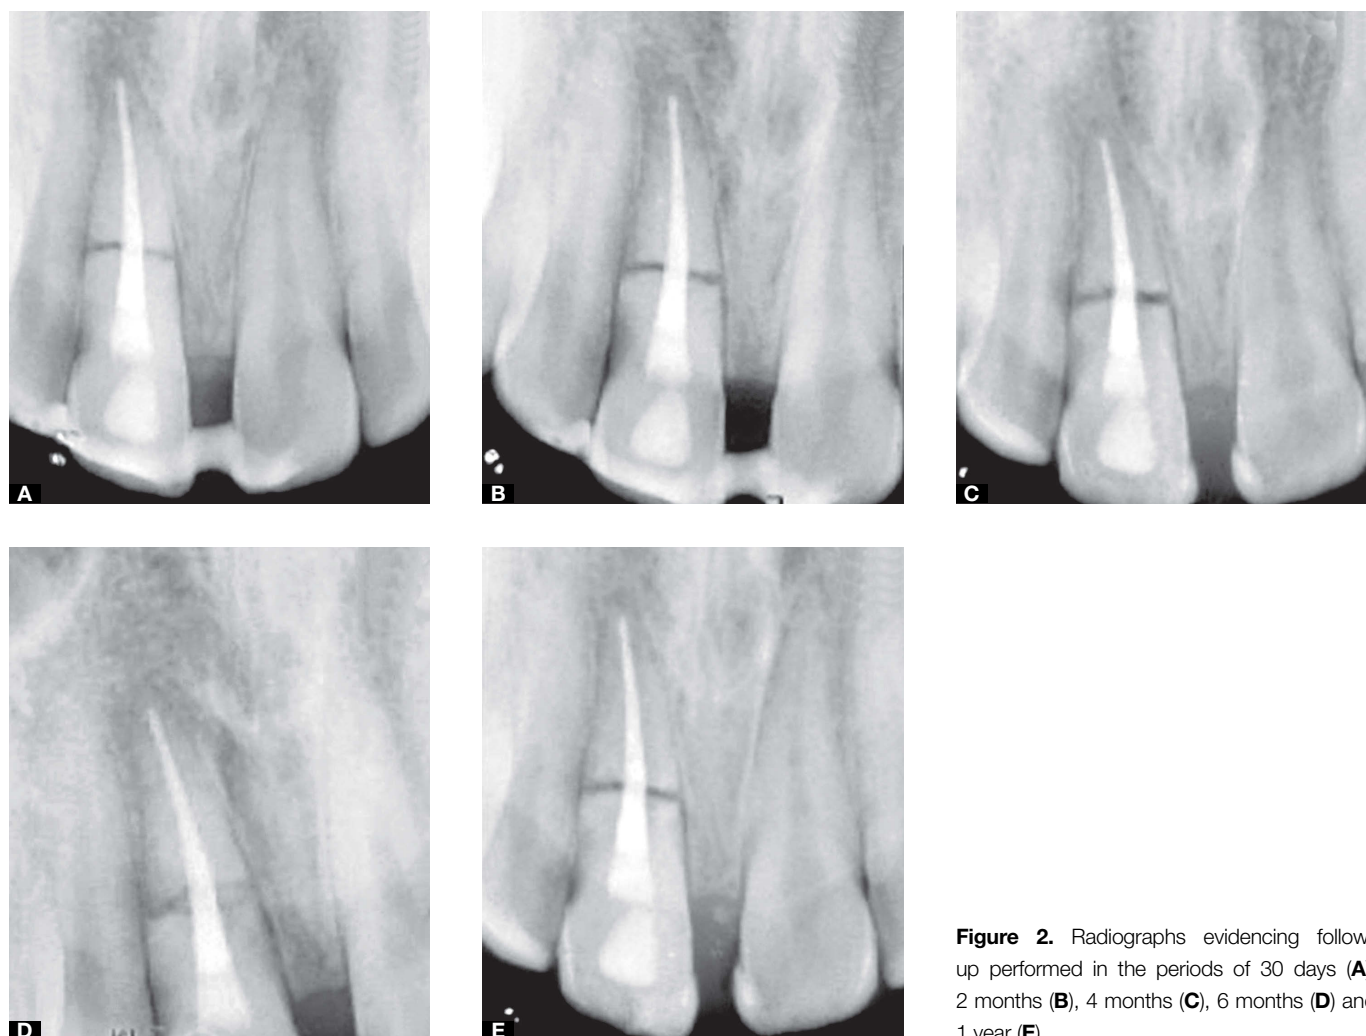 A
B
C
D
E
Figure 2. Radiographs evidencing follow-
up performed in the periods of 30 days (A),
2 months (B), 4 months (C), 6 months (D) and
1 year (E).